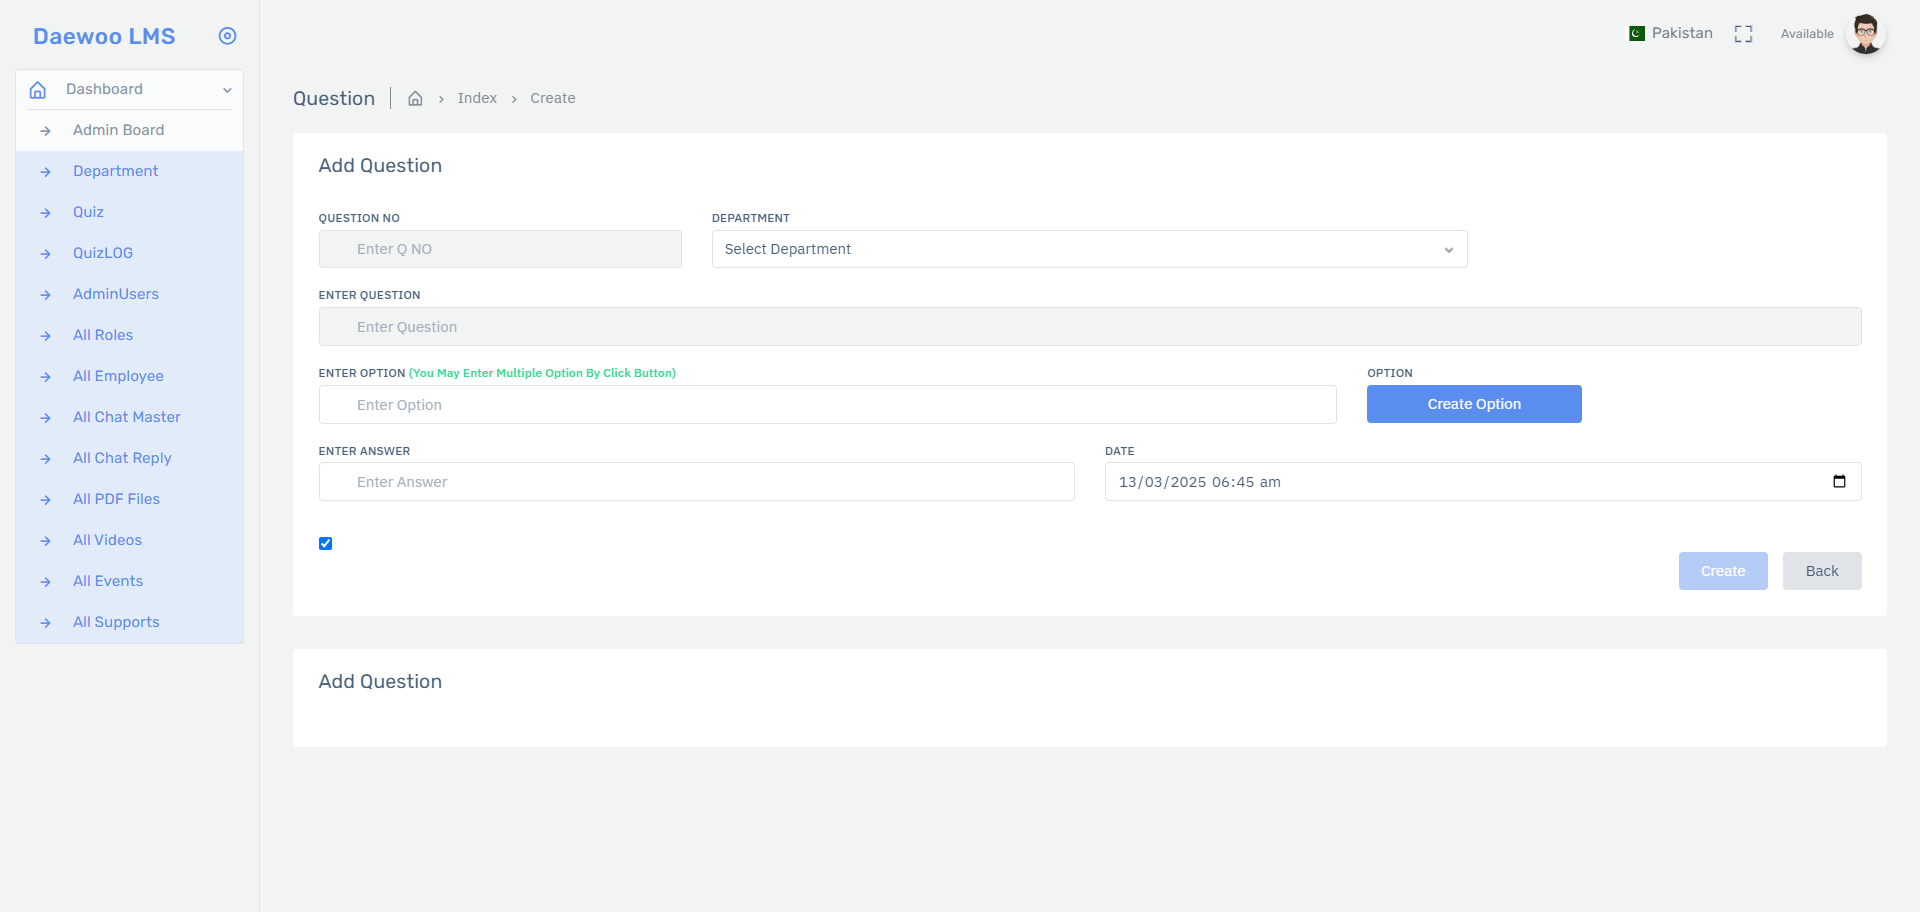 Daewoo LMS
Dashboard
Admin Board
Department
Quiz
QuizLOG
AdminUsers
All Roles
All Employee
All Chat Master
All Chat Reply
All PDF Files
All Videos
All Events
All Supports
Pakistan
Available
Question
Index
Create
Add Question
QUESTION NO
DEPARTMENT
Enter Q NO
Select Department
ENTER QUESTION
Enter Question
ENTER OPTION (You May Enter Multiple Option By Click Button)
OPTION
Enter Option
Create Option
ENTER ANSWER
DATE
Enter Answer
13/03/2025 06:45 am
Create
Back
Add Question